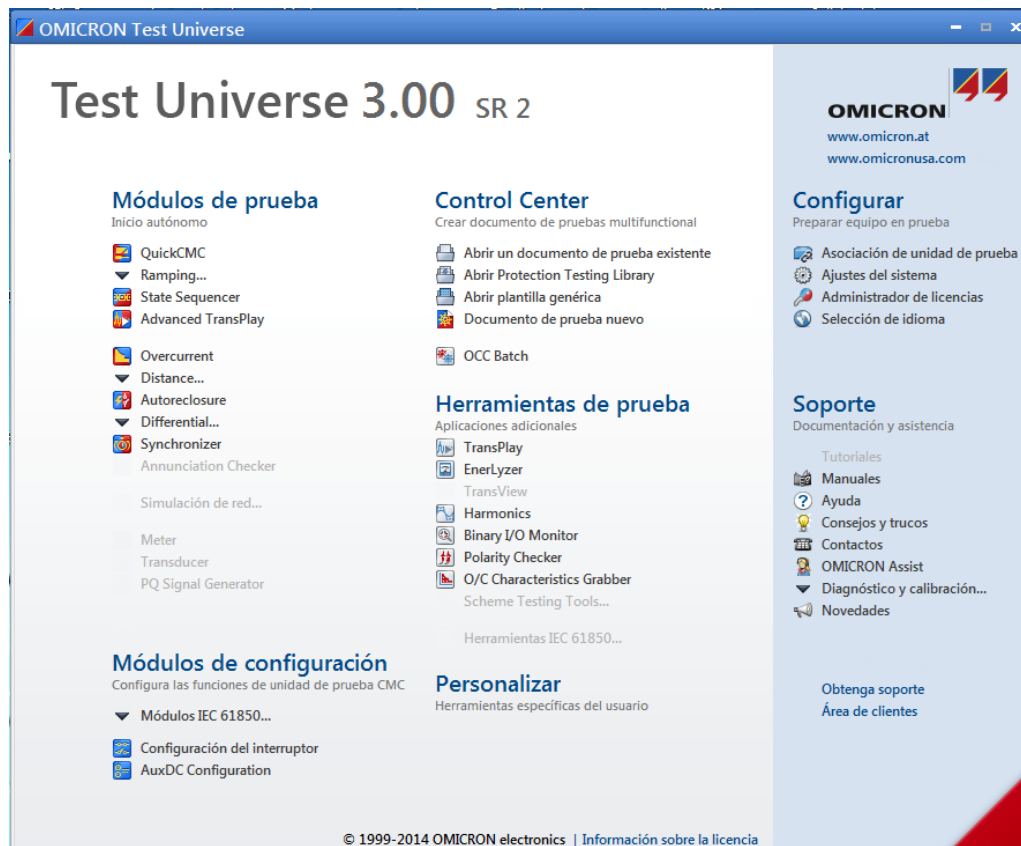 OMICRON Test Universe
Test Universe 3.00 SR 2
OMICRON
www.omicron.at
www.omicronusa.com
Módulos de prueba
Inicio autónomo
QuickCMC
Ramping...
State Sequencer
Advanced TransPlay
Overcurrent
Distance...
Autoreclosure
Differential...
Synchronizer
Annunciation Checker
Simulación de red...
Meter
Transducer
PQ Signal Generator
Módulos de configuración
Configura las funciones de unidad de prueba CMC
Módulos IEC 61850...
Configuración del interruptor
AuxDC Configuration
Control Center
Crear documento de pruebas multifunctional
Abrir un documento de prueba existente
Abrir Protection Testing Library
Abrir plantilla genérica
Documento de prueba nuevo
OCC Batch
Herramientas de prueba
Aplicaciones adicionales
TransPlay
EnerLyzer
TransView
Harmonics
Binary I/O Monitor
Polarity Checker
O/C Characteristics Grabber
Scheme Testing Tools...
Herramientas IEC 61850...
Personalizar
Herramientas específicas del usuario
Configurar
Preparar equipo en prueba
Asociación de unidad de prueba
Ajustes del sistema
Administrador de licencias
Selección de idioma
Soporte
Documentación y asistencia
Tutoriales
Manuales
Ayuda
Consejos y trucos
Contactos
OMICRON Assist
Diagnóstico y calibración...
Novedades
Obtenga soporte
Área de clientes
© 1999-2014 OMICRON electronics | Información sobre la licencia